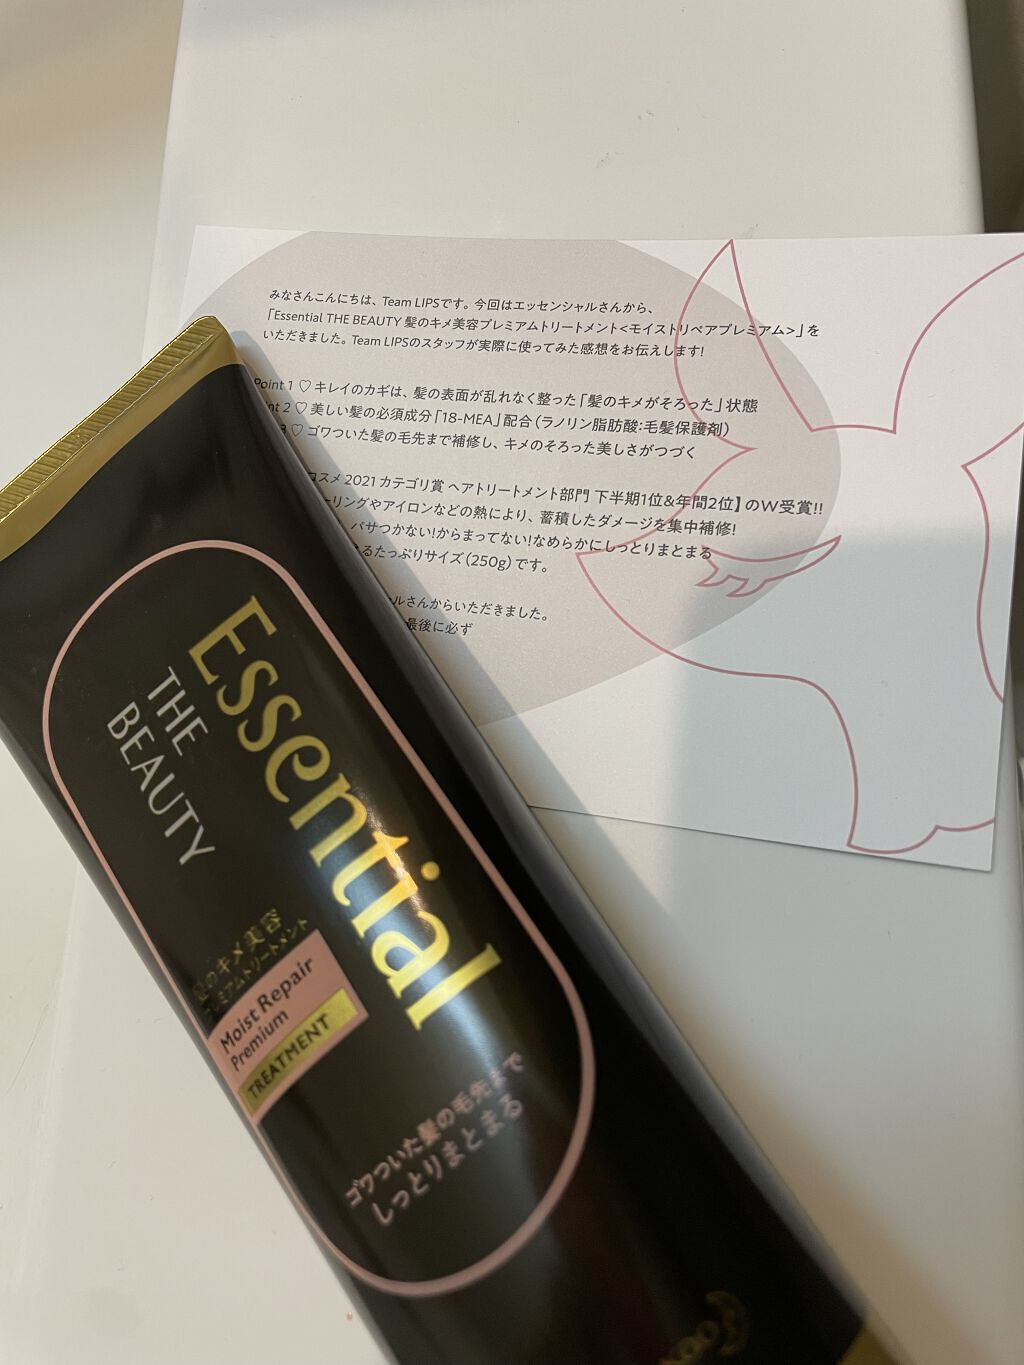 みなさんこんにちは、Team LIPSです。今回はエッセンシャルさんから、
「Essential THE BEAUTY 髪のキメ美容プレミアムトリートメント<モイストリペアプレミアム>」を
いただきました。Team LIPSのスタッフが実際に使ってみた感想をお伝えします!
Point 1 ♡ キレイのカギは、髪の表面が乱れなく整った「髪のキメがそろった」状態
int 2 ♡ 美しい髪の必須成分「18-MEA」配合(ラノリン脂肪酸:毛髪保護剤)
3 ♡ ゴワついた髪の毛先まで補修し、キメのそろった美しさがつづく
コスメ2021 カテゴリ賞 ヘアトリートメント部門 下半期1位&年間2位】のW受賞!!
ーリングやアイロンなどの熱により、蓄積したダメージを集中補修!
、パサつかない!からまってない!なめらかにしっとりまとまる
るたっぷりサイズ(250g)です。
ルさんからいただきました。
最後に必ず
Essential
THE
BEAUTY
髪のキメ美容
プレミアムトリートメント
Moist Repair
Premium
TREATMENT
ゴワついた髪の毛先まで
しっとりまとまる
Kao